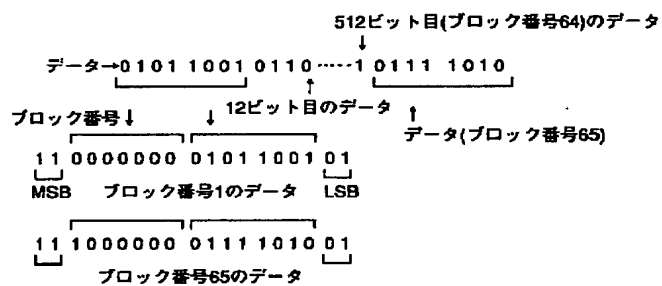 512ビット目(ブロック番号64)のデータ
データ→0101 1001 0110 ····· 1 0111 1010
12ビット目のデータ
ブロック番号
データ(ブロック番号65)
11 0000000 0101 1001 01
MSB ブロック番号1のデータ LSB
11 1000000 0111 1010 01
ブロック番号65のデータ